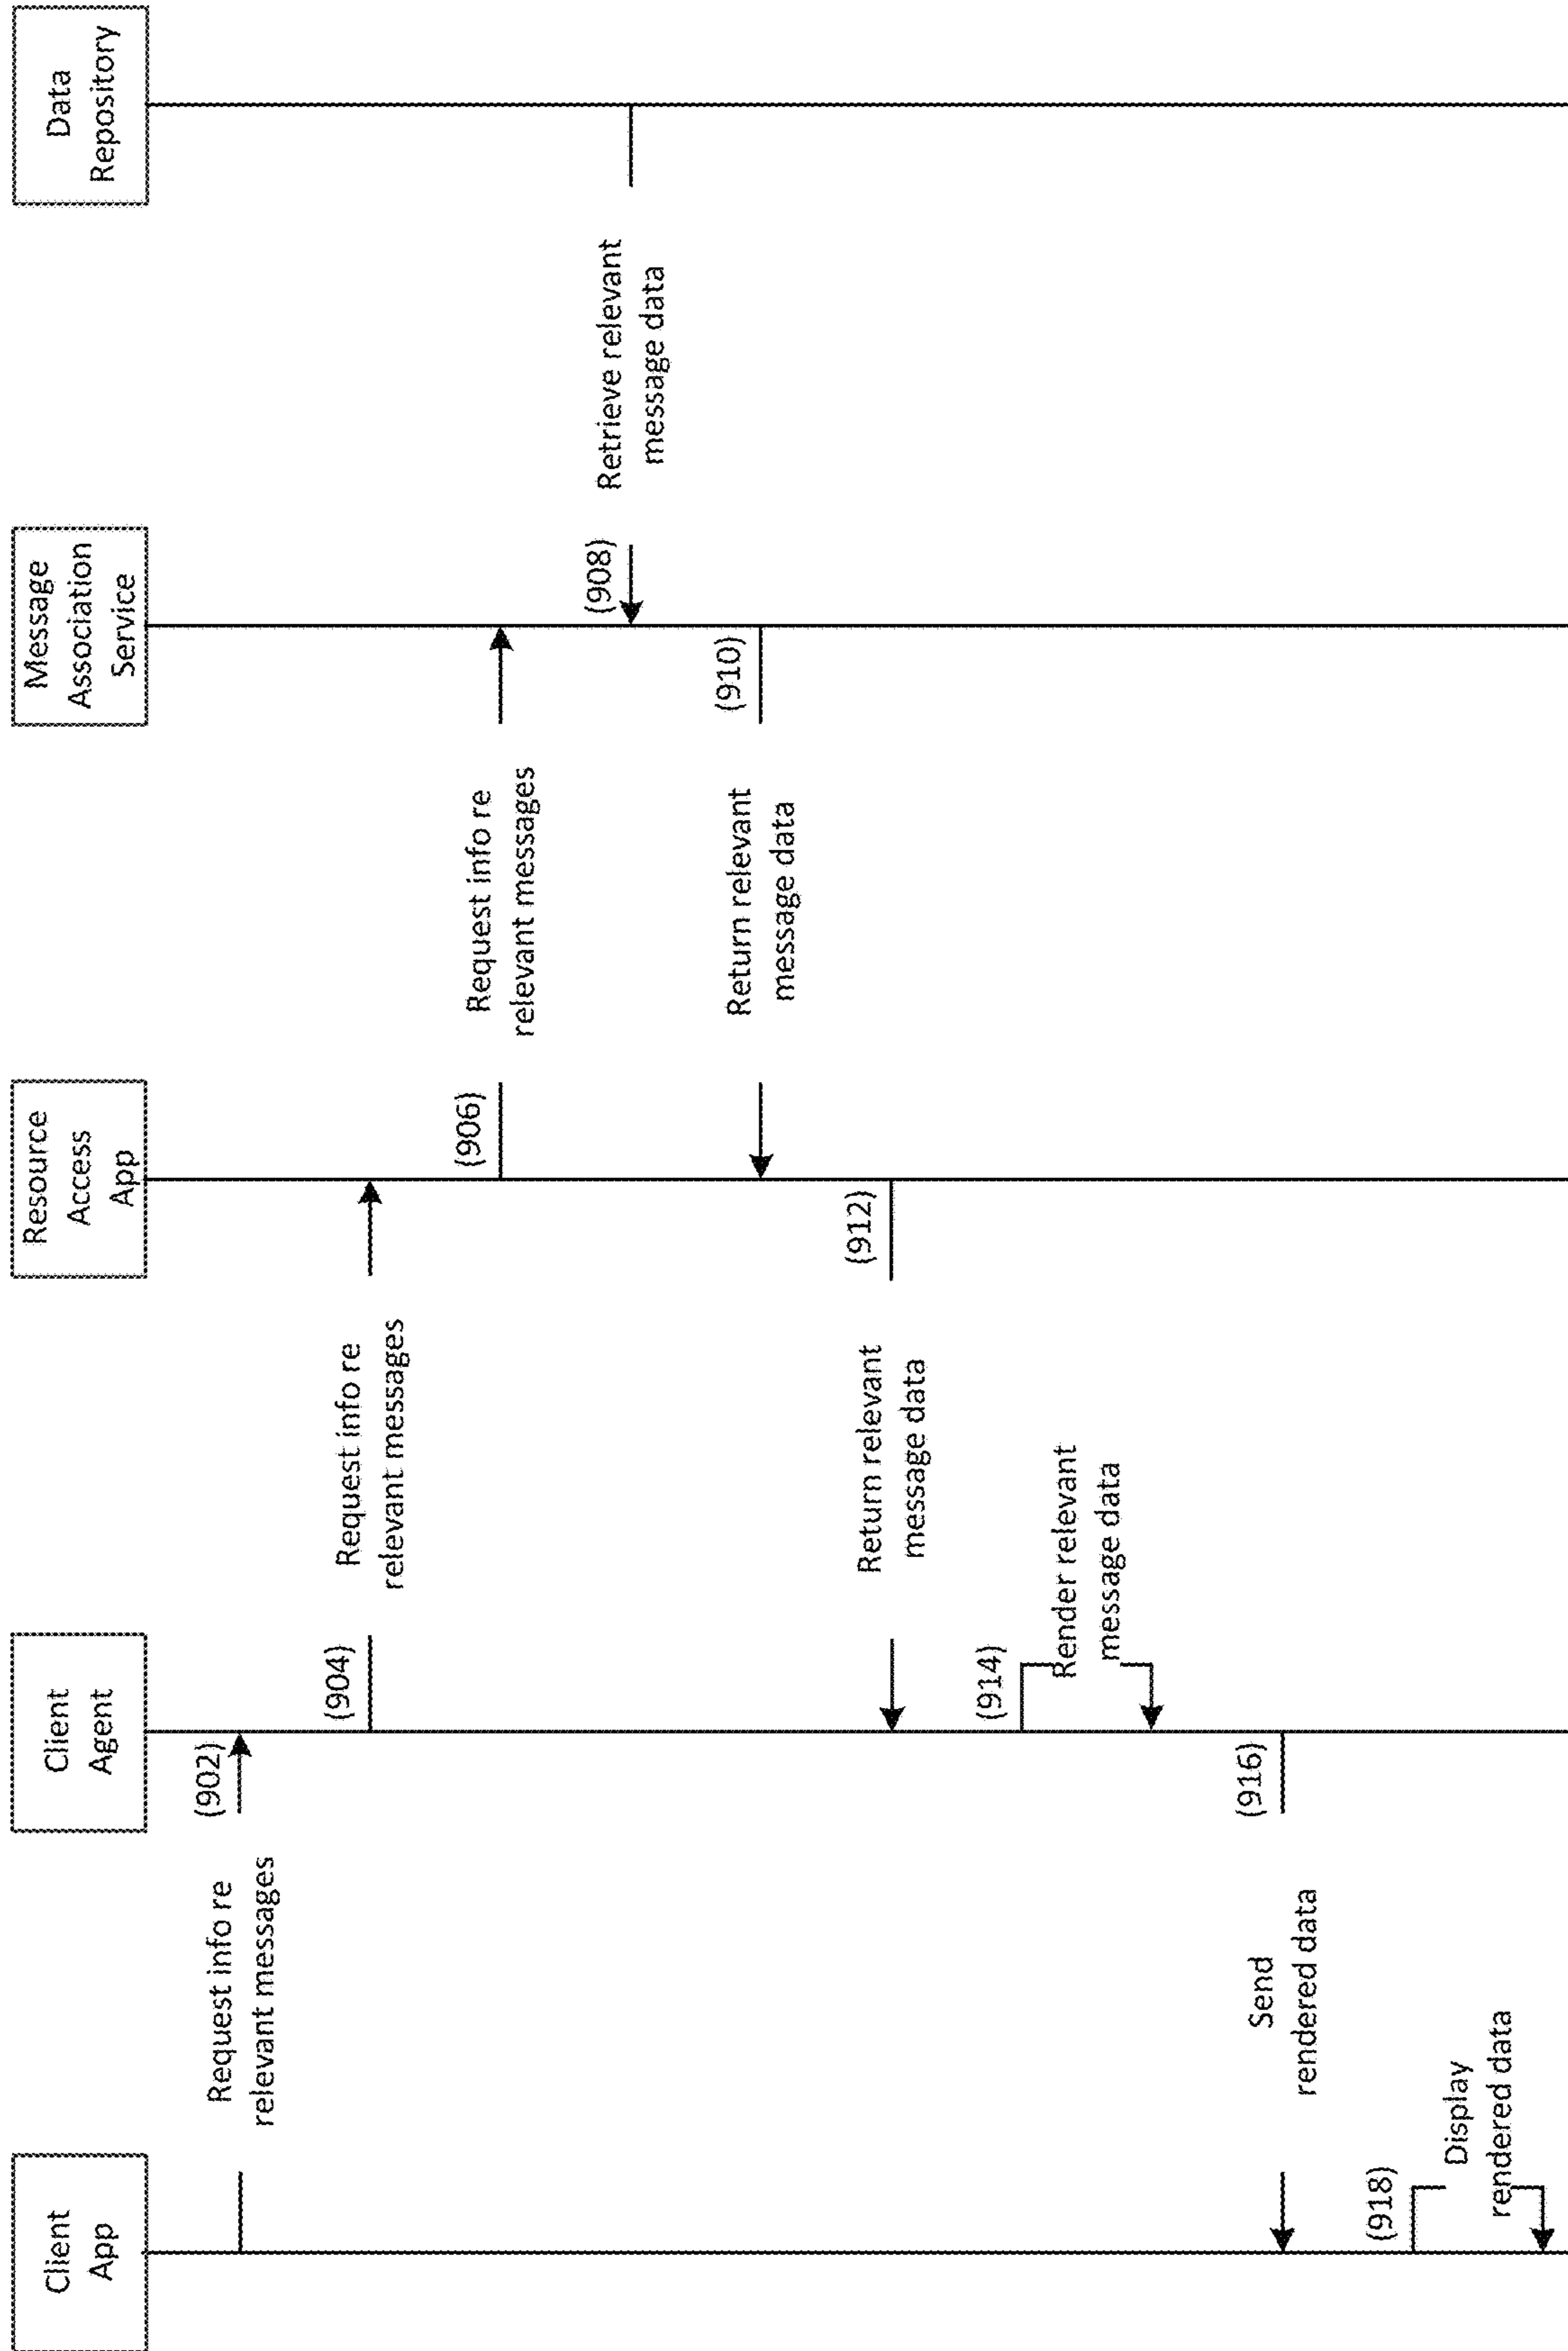 Client
App
Client
Agent
Resource
Access
App
Message
Association
Service
Data
Repository
(902)
Request info re
relevant messages
(904)
Request info re
relevant messages
(906)
Request info re
relevant messages
(908)
Retrieve relevant
message data
(910)
Return relevant
message data
(912)
Return relevant
message data
(914)
Render relevant
message data
(916)
Send
rendered data
(918)
Display
rendered data